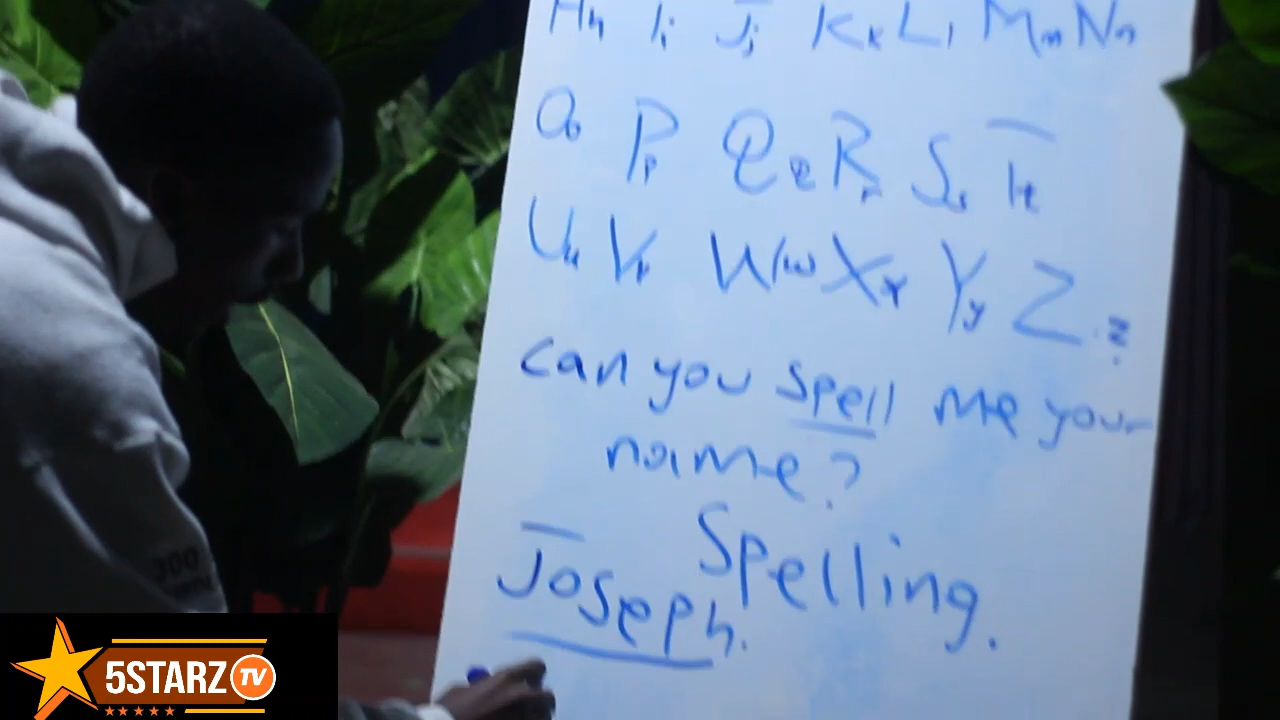 Hh Ii Jj Kk Ll Mm Nn
Oo Pp Qq Rr Ss Tt
Uu Vv Ww Xx Yy Zz
can you spell me your
name?
Spelling.
Joseph.
300
5STARZ TV